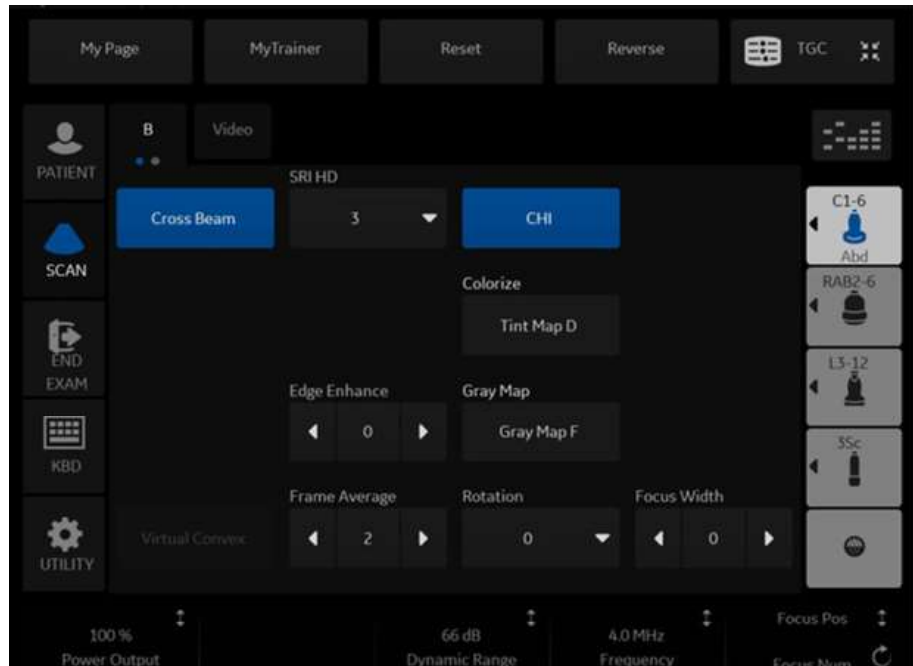 My Page MyTrainer Reset Reverse TGC
B Video
PATIENT
SRI HD
Cross Beam 3 CHI
C1-6
Abd
SCAN
Colorize
RAB2-6
Tint Map D
END
EXAM
Edge Enhance Gray Map
L3-12
0 Gray Map F
KBD
3Sc
Frame Average Rotation Focus Width
Virtual Convex 2 0 0
UTILITY
100 % 66 dB 4.0 MHz Focus Pos
Power Output Dynamic Range Frequency Focus Num